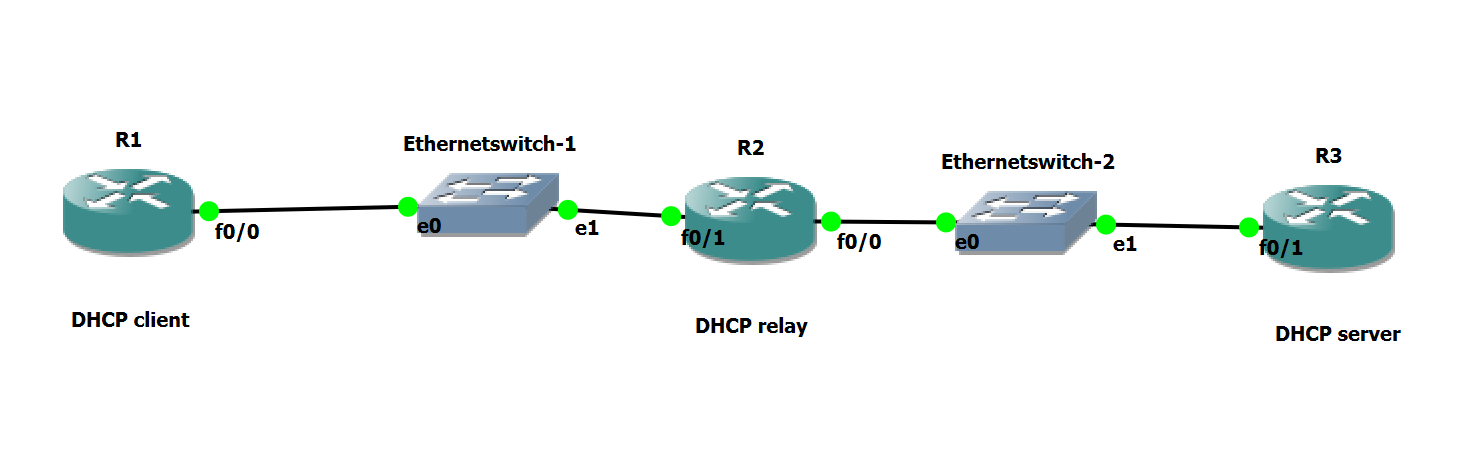 R1
Ethernetswitch-1
R2
Ethernetswitch-2
R3
f0/0
e0
e1
f0/1
f0/0
e0
e1
f0/1
DHCP client
DHCP relay
DHCP server